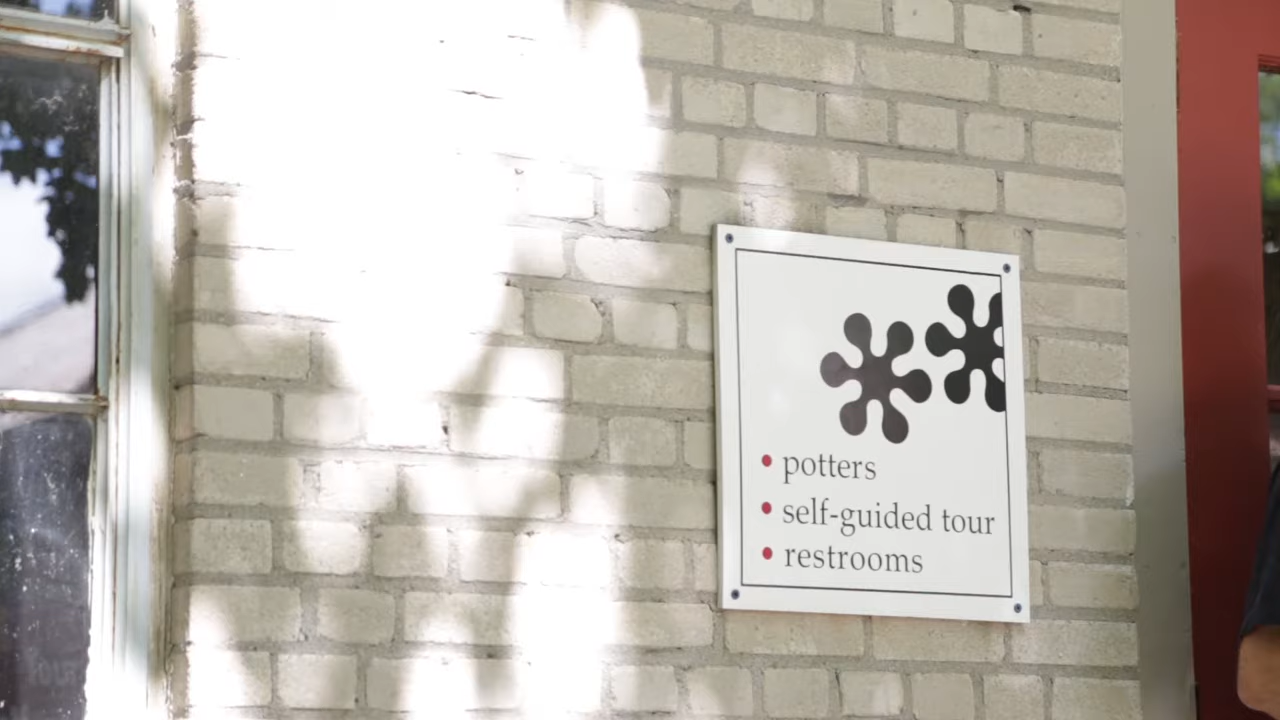 • potters
• self-guided tour
• restrooms